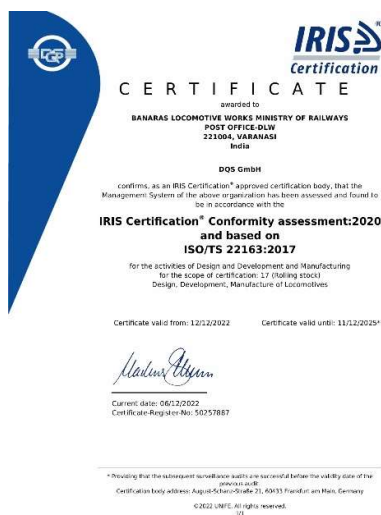 DQS
IRIS
®
Certification
CERTIFICATE
awarded to
BANARAS LOCOMOTIVE WORKS MINISTRY OF RAILWAYS
POST OFFICE-DLW
221004, VARANASI
India
DQS GmbH
confirms, as an IRIS Certification® approved certification body, that the
Management System of the above organization has been assessed and found to
be in accordance with the
IRIS Certification® Conformity assessment:2020
and based on
ISO/TS 22163:2017
for the activities of Design and Development and Manufacturing
for the scope of certification: 17 (Rolling stock)
Design, Development, Manufacture of Locomotives
Certificate valid from: 12/12/2022 Certificate valid until: 11/12/2025*
Current date: 06/12/2022
Certificate-Register-No: 50257887
* Providing that the subsequent surveillance audits are successful before the validity date of the
previous audit
Certification body address: August-Schanz-Straße 21, 60433 Frankfurt am Main, Germany
©2022 UNIFE. All rights reserved.
1/1